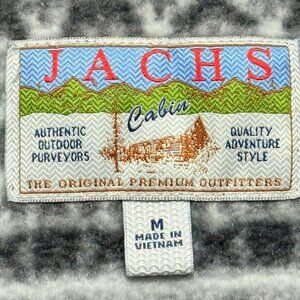 JACHS
Cabin
AUTHENTIC
OUTDOOR
PURVEYORS
QUALITY
ADVENTURE
STYLE
THE ORIGINAL PREMIUM OUTFITTERS
M
MADE IN
VIETNAM